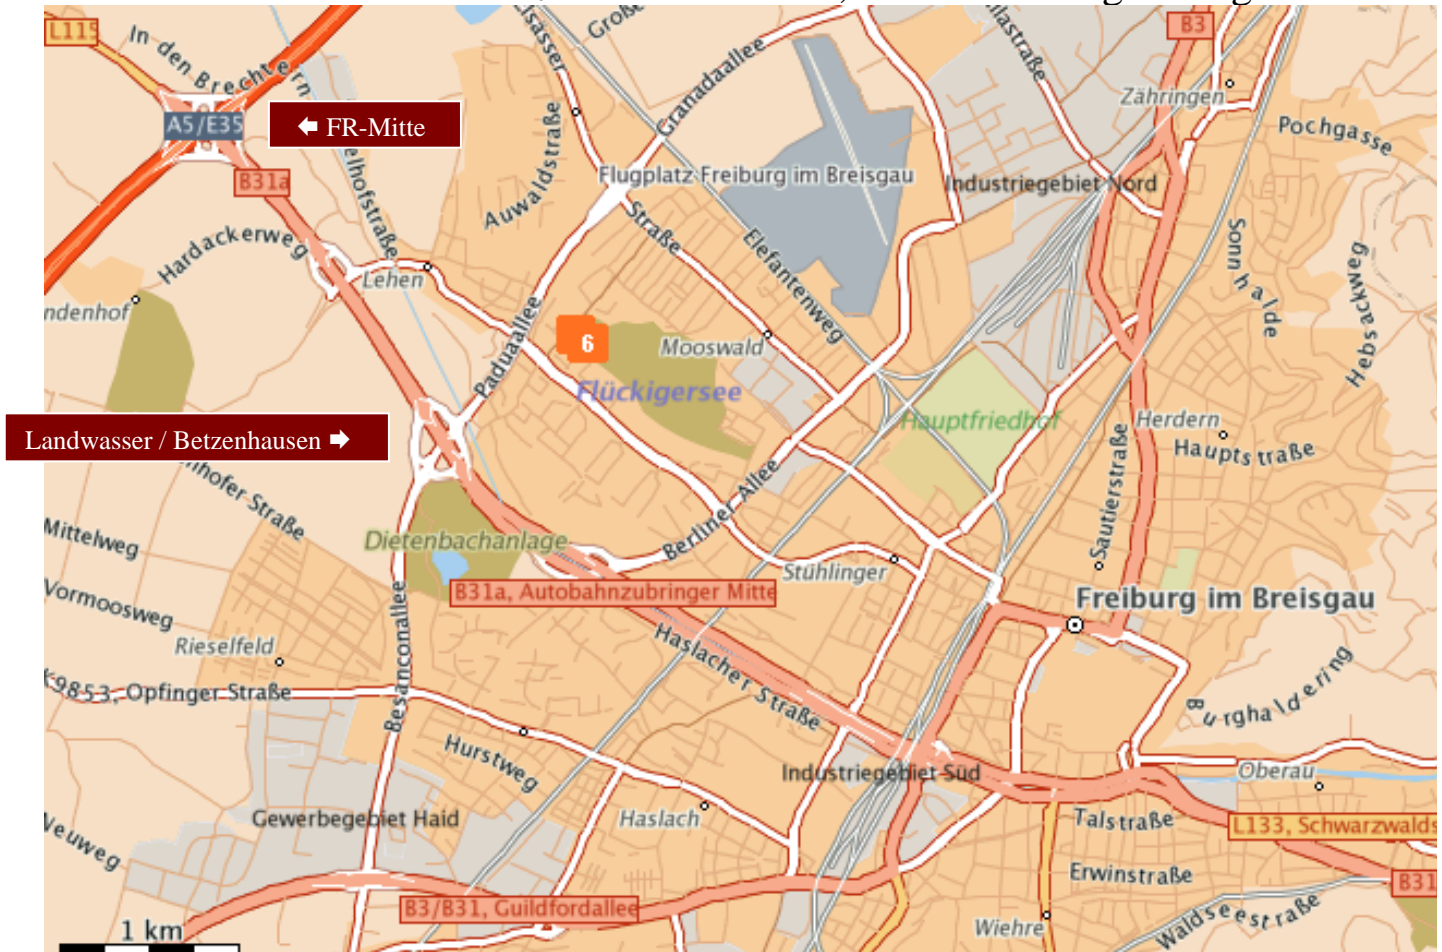 L115
In den Brechtern
A5/E35
← FR-Mitte
B31a
Hardackerweg
Lehen
Auwaldstraße
Granadaallee
Straße
Flugplatz Freiburg im Breisgau
Industriegebiet Nord
B3
Zähringen
Pochgasse
Sonnhalde
Hebsackweg
Elefantenweg
Paduaallee
6
Mooswald
Flückigersee
Hauptfriedhof
Herdern
Hauptstraße
Sautierstraße
Landwasser / Betzenhausen →
Mittelweg
Vormoosweg
Dietenbachanlage
Berliner Allee
Stühlinger
B31a, Autobahnzubringer Mitte
Freiburg im Breisgau
Rieselfeld
K9853, Opfinger Straße
Besanconallee
Haslacher Straße
Burghaldering
Hurstweg
Industriegebiet Süd
Oberau
Gewerbegebiet Haid
Haslach
Talstraße
L133, Schwarzwalds
Neuweg
Erwinstraße
B31
B3/B31, Guildfordallee
Wiehre
Waldseestraße
1 km